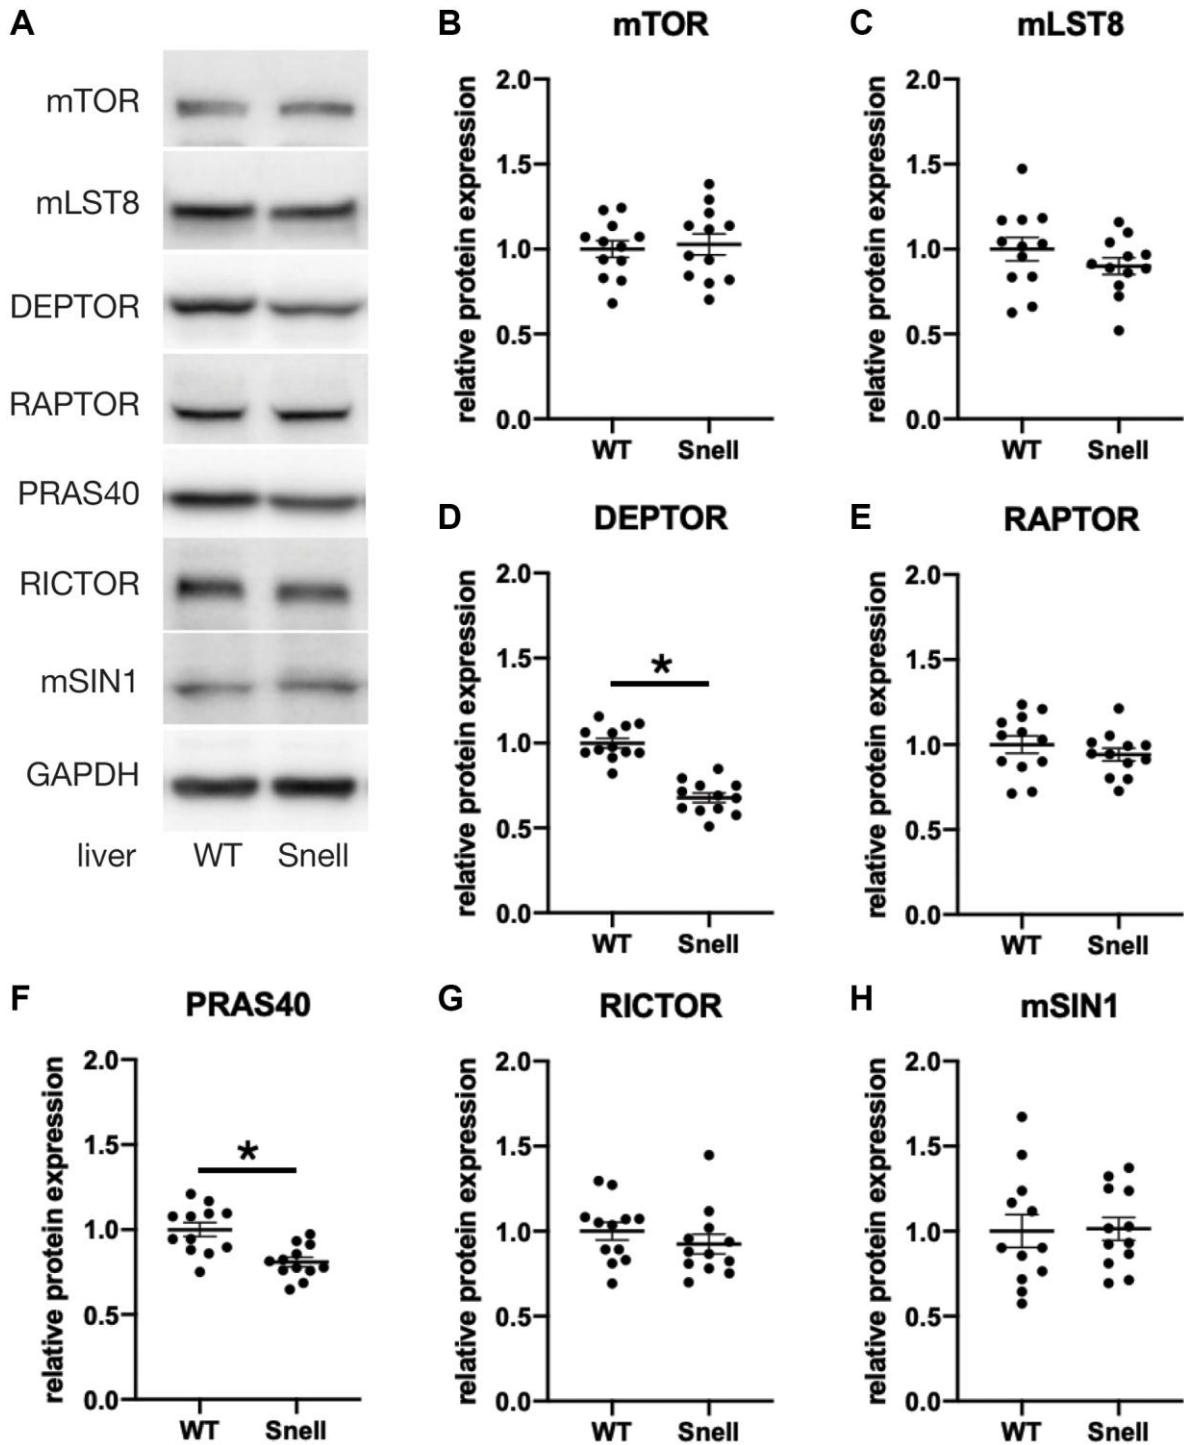 A
mTOR
mLST8
DEPTOR
RAPTOR
PRAS40
RICTOR
mSIN1
GAPDH
liver WT Snell
B
mTOR
relative protein expression
2.0
1.5
1.0
0.5
0.0
WT Snell
C
mLST8
relative protein expression
2.0
1.5
1.0
0.5
0.0
WT Snell
D
DEPTOR
relative protein expression
2.0
1.5
1.0
0.5
0.0
*
WT Snell
E
RAPTOR
relative protein expression
2.0
1.5
1.0
0.5
0.0
WT Snell
F
PRAS40
relative protein expression
2.0
1.5
1.0
0.5
0.0
*
WT Snell
G
RICTOR
relative protein expression
2.0
1.5
1.0
0.5
0.0
WT Snell
H
mSIN1
relative protein expression
2.0
1.5
1.0
0.5
0.0
WT Snell